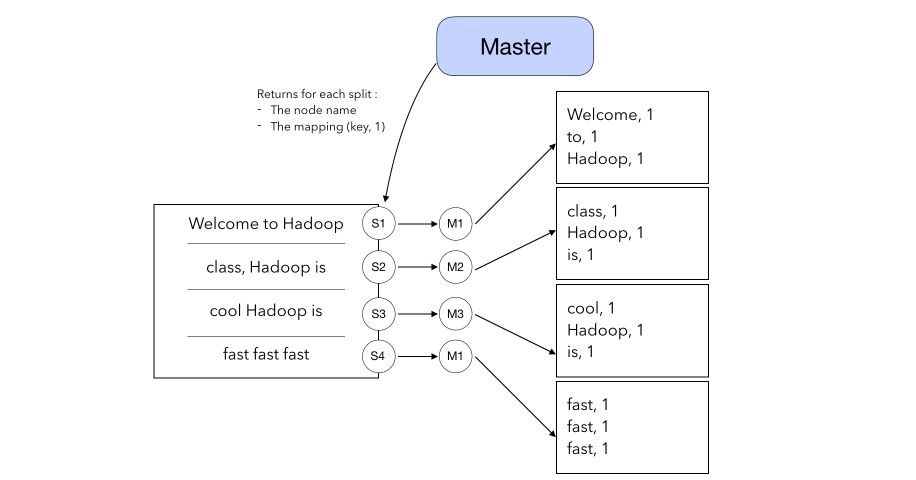 Master
Returns for each split :
- The node name
- The mapping (key, 1)
Welcome to Hadoop
class, Hadoop is
cool Hadoop is
fast fast fast
S1
M1
S2
M2
S3
M3
S4
M1
Welcome, 1
to, 1
Hadoop, 1
class, 1
Hadoop, 1
is, 1
cool, 1
Hadoop, 1
is, 1
fast, 1
fast, 1
fast, 1